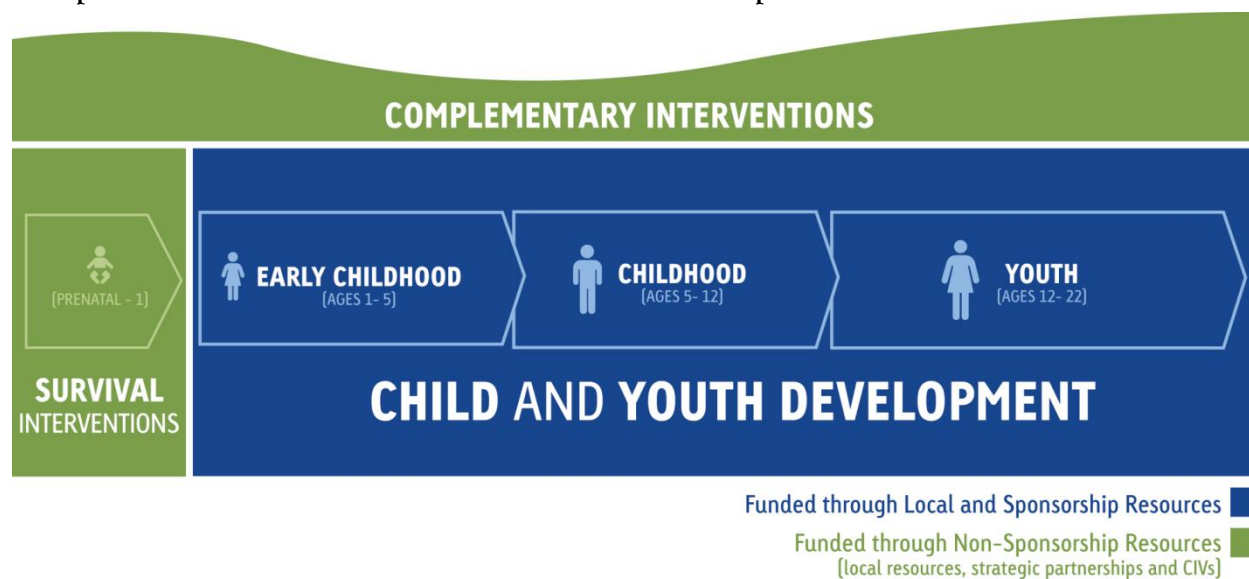 COMPLEMENTARY INTERVENTIONS
(PRENATAL - 1)
SURVIVAL
INTERVENTIONS
EARLY CHILDHOOD
(AGES 1- 5)
CHILDHOOD
(AGES 5- 12)
YOUTH
(AGES 12- 22)
CHILD AND YOUTH DEVELOPMENT
Funded through Local and Sponsorship Resources
Funded through Non-Sponsorship Resources
(local resources, strategic partnerships and CIVs)